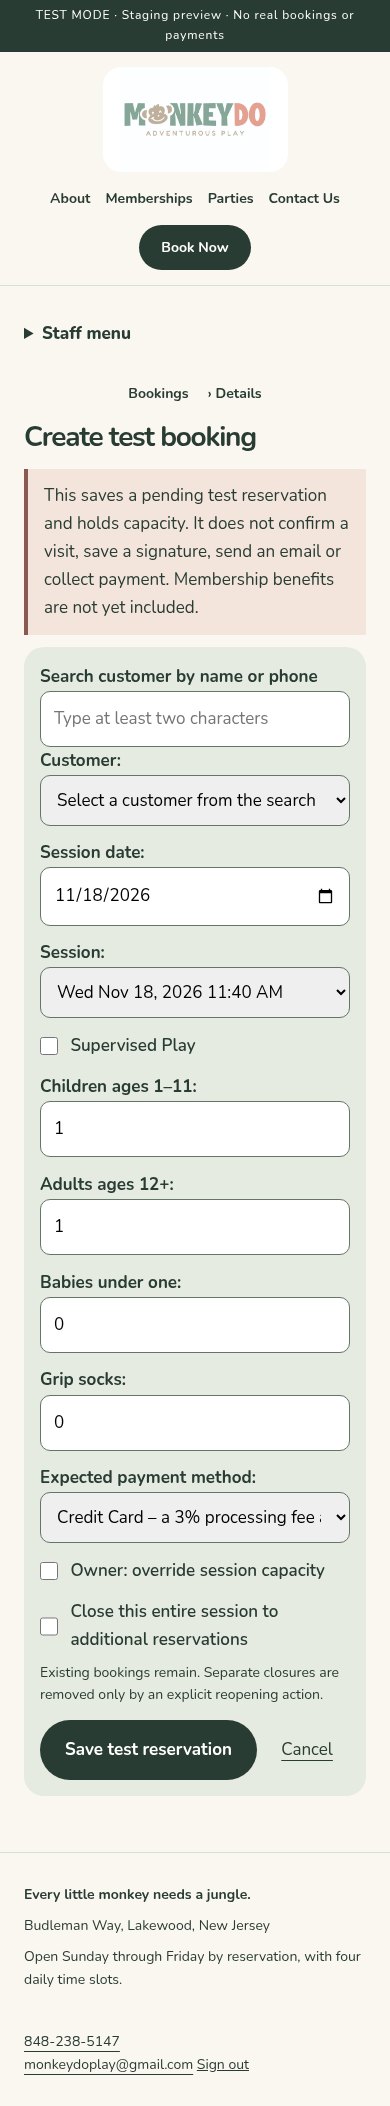 TEST MODE · Staging preview · No real bookings or
payments
MONKEYDO
ADVENTUROUS PLAY
About Memberships Parties Contact Us
Book Now
Staff menu
Bookings › Details
Create test booking
This saves a pending test reservation
and holds capacity. It does not confirm a
visit, save a signature, send an email or
collect payment. Membership benefits
are not yet included.
Search customer by name or phone
Type at least two characters
Customer:
Select a customer from the search
Session date:
11/18/2026
Session:
Wed Nov 18, 2026 11:40 AM
Supervised Play
Children ages 1–11:
1
Adults ages 12+:
1
Babies under one:
0
Grip socks:
0
Expected payment method:
Credit Card – a 3% processing fee
Owner: override session capacity
Close this entire session to
additional reservations
Existing bookings remain. Separate closures are
removed only by an explicit reopening action.
Save test reservation Cancel
Every little monkey needs a jungle.
Budleman Way, Lakewood, New Jersey
Open Sunday through Friday by reservation, with four
daily time slots.
848-238-5147
monkeydoplay@gmail.com Sign out